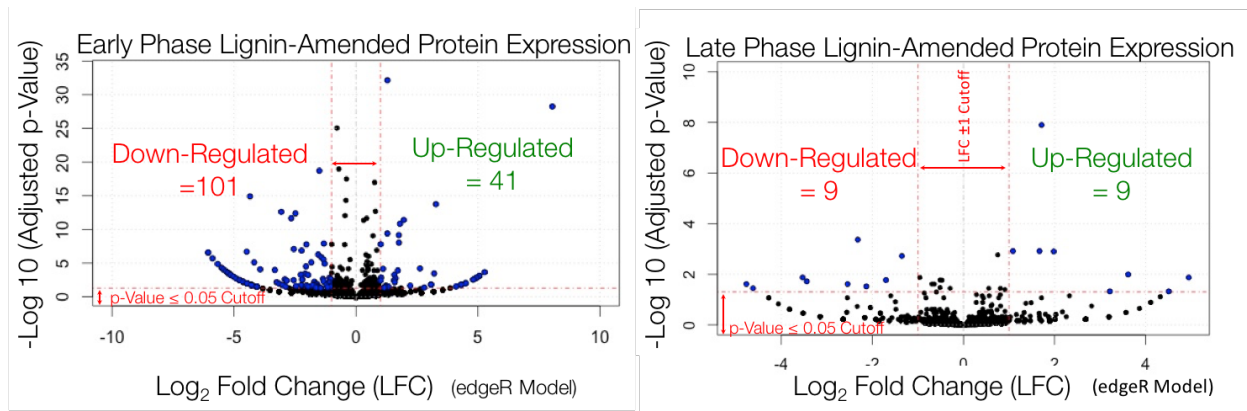 Early Phase Lignin-Amended Protein Expression
-Log 10 (Adjusted p-Value)
35
30
25
20
15
10
5
0
Down-Regulated
=101
Up-Regulated
= 41
p-Value ≤ 0.05 Cutoff
-10 -5 0 5 10
Log₂ Fold Change (LFC) (edgeR Model)
Late Phase Lignin-Amended Protein Expression
-Log 10 (Adjusted p-Value)
10
8
6
4
2
0
LFC ±1 Cutoff
Down-Regulated
= 9
Up-Regulated
= 9
p-Value ≤ 0.05 Cutoff
-4 -2 0 2 4
Log₂ Fold Change (LFC) (edgeR Model)